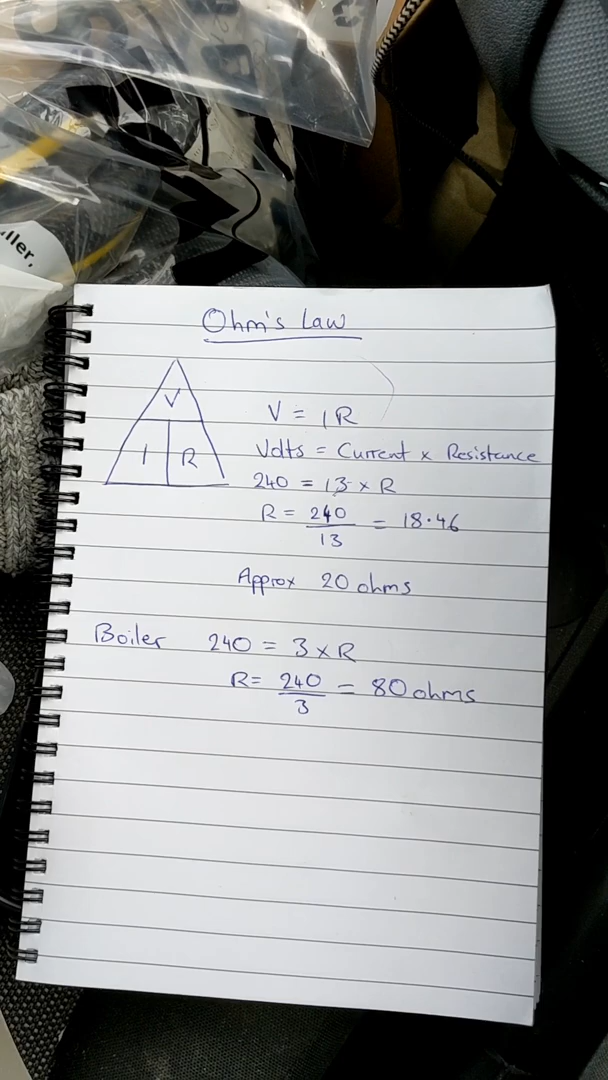 ller.
Ohm's Law
V
I R
V = IR
Volts = Current x Resistance
240 = 13 x R
R = 240/13 = 18.46
Approx 20 ohms
Boiler 240 = 3 x R
R = 240/3 = 80 ohms